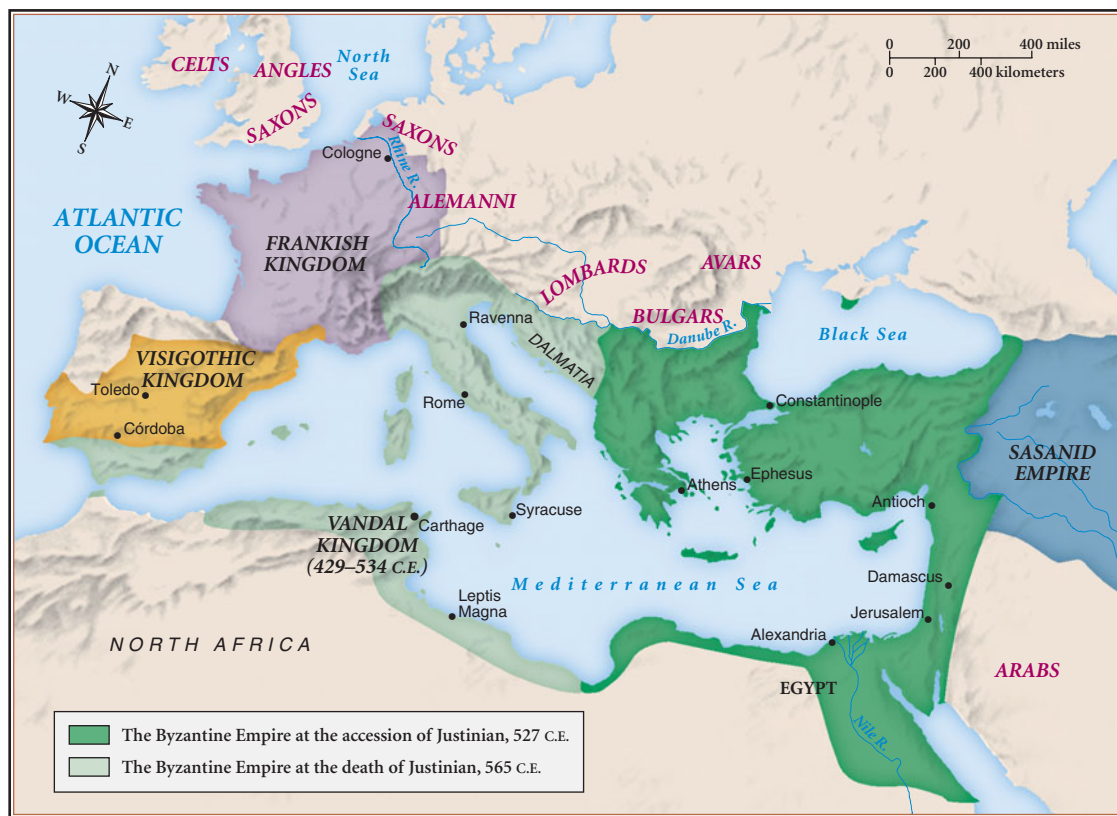 CELTS
ANGLES
SAXONS
North
Sea
SAXONS
0 200 400 miles
0 200 400 kilometers
N
W
E
S
Cologne
Rhine R.
ALEMANNI
ATLANTIC
OCEAN
FRANKISH
KINGDOM
LOMBARDS
AVARS
BULGARS
Danube R.
Black Sea
Ravenna
DALMATIA
VISIGOTHIC
KINGDOM
Toledo
Rome
Córdoba
Constantinople
SASANID
EMPIRE
Athens
Ephesus
Antioch
Syracuse
VANDAL
KINGDOM
(429–534 C.E.)
Carthage
Mediterranean Sea
Damascus
Leptis
Magna
Jerusalem
Alexandria
NORTH AFRICA
EGYPT
ARABS
Nile R.
The Byzantine Empire at the accession of Justinian, 527 C.E.
The Byzantine Empire at the death of Justinian, 565 C.E.